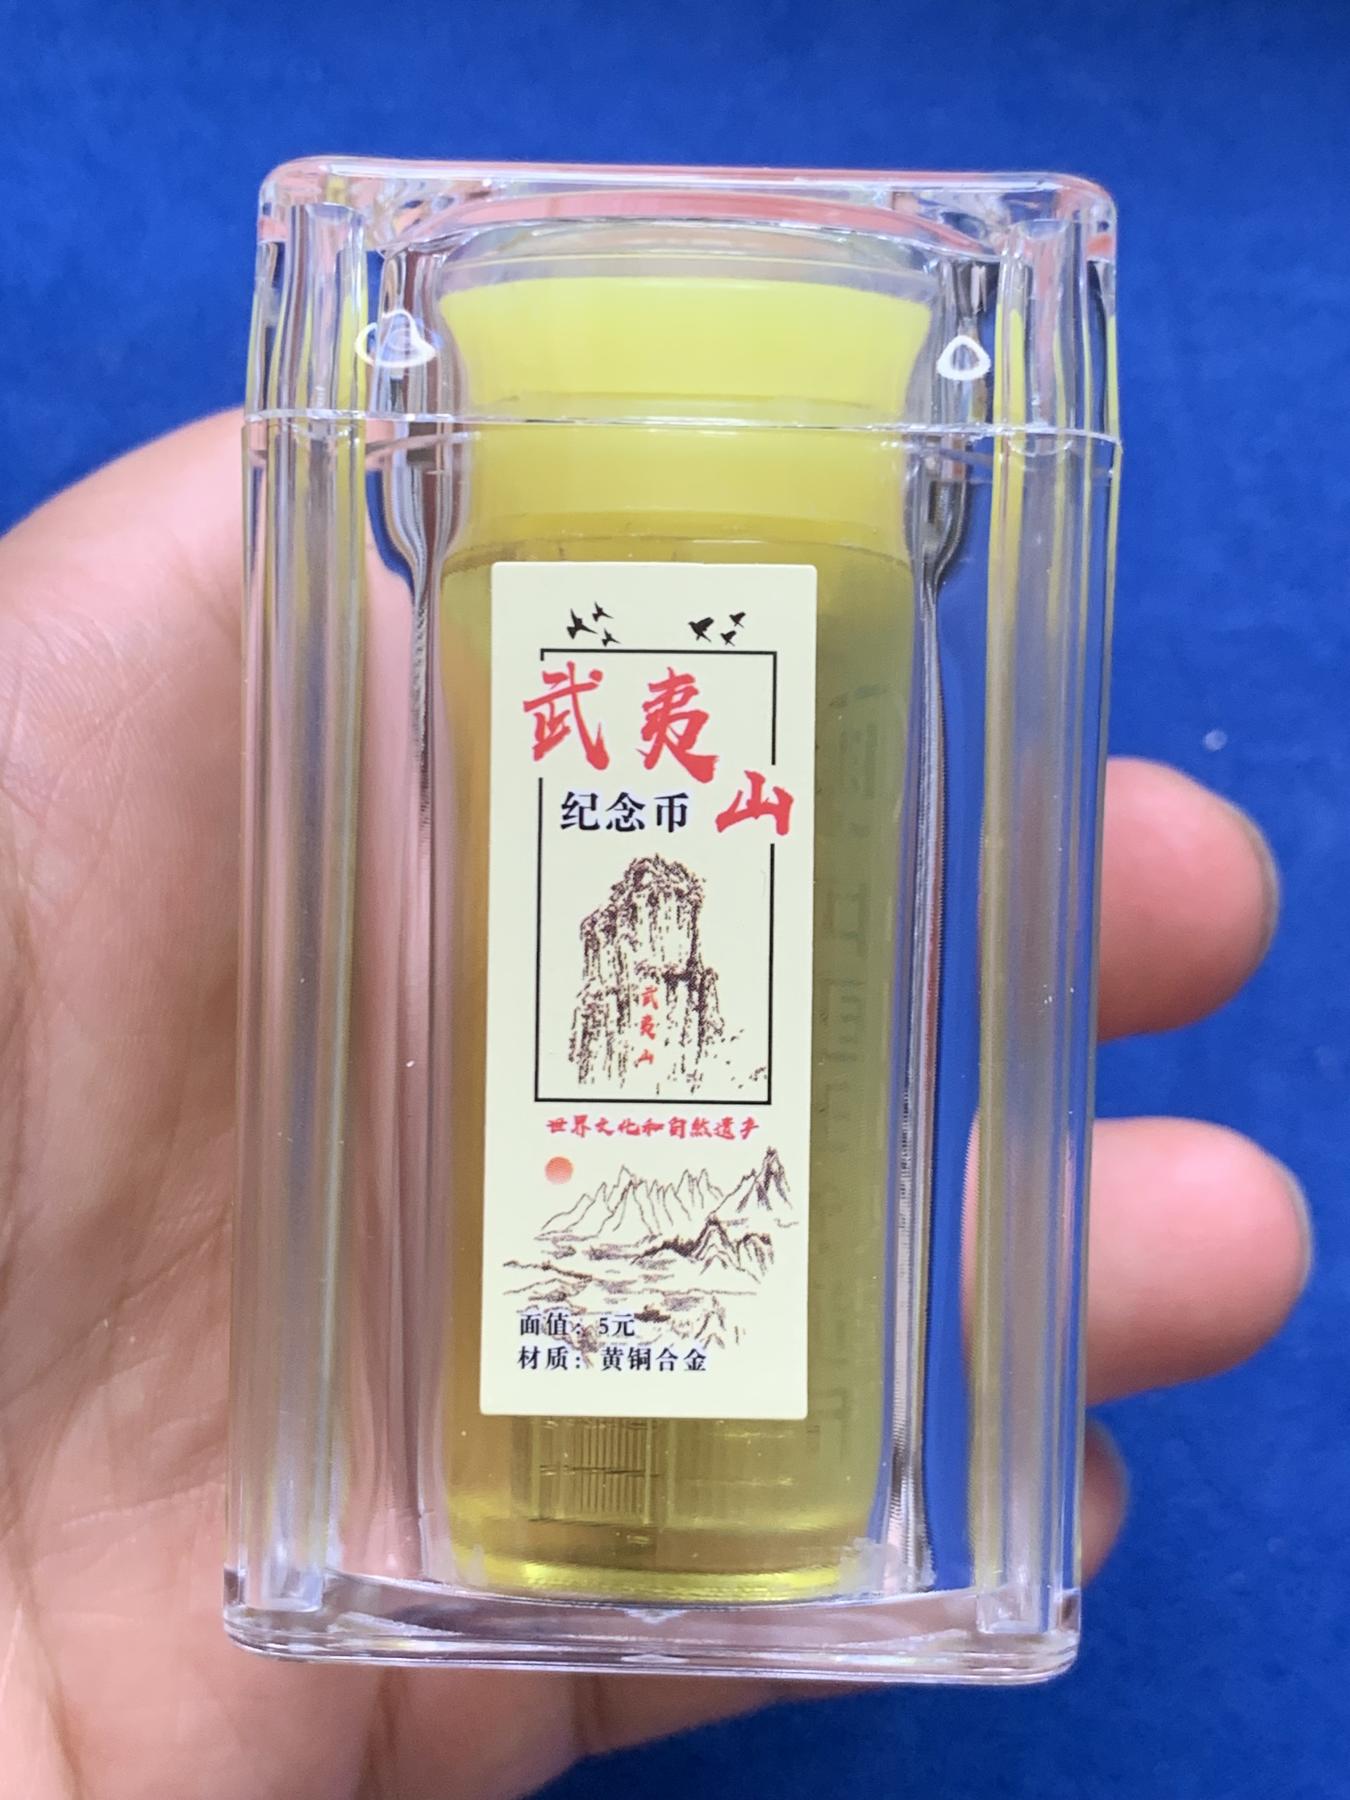 武夷山
纪念币
武夷山
世界文化和自然遗产
面值：5元
材质：黄铜合金